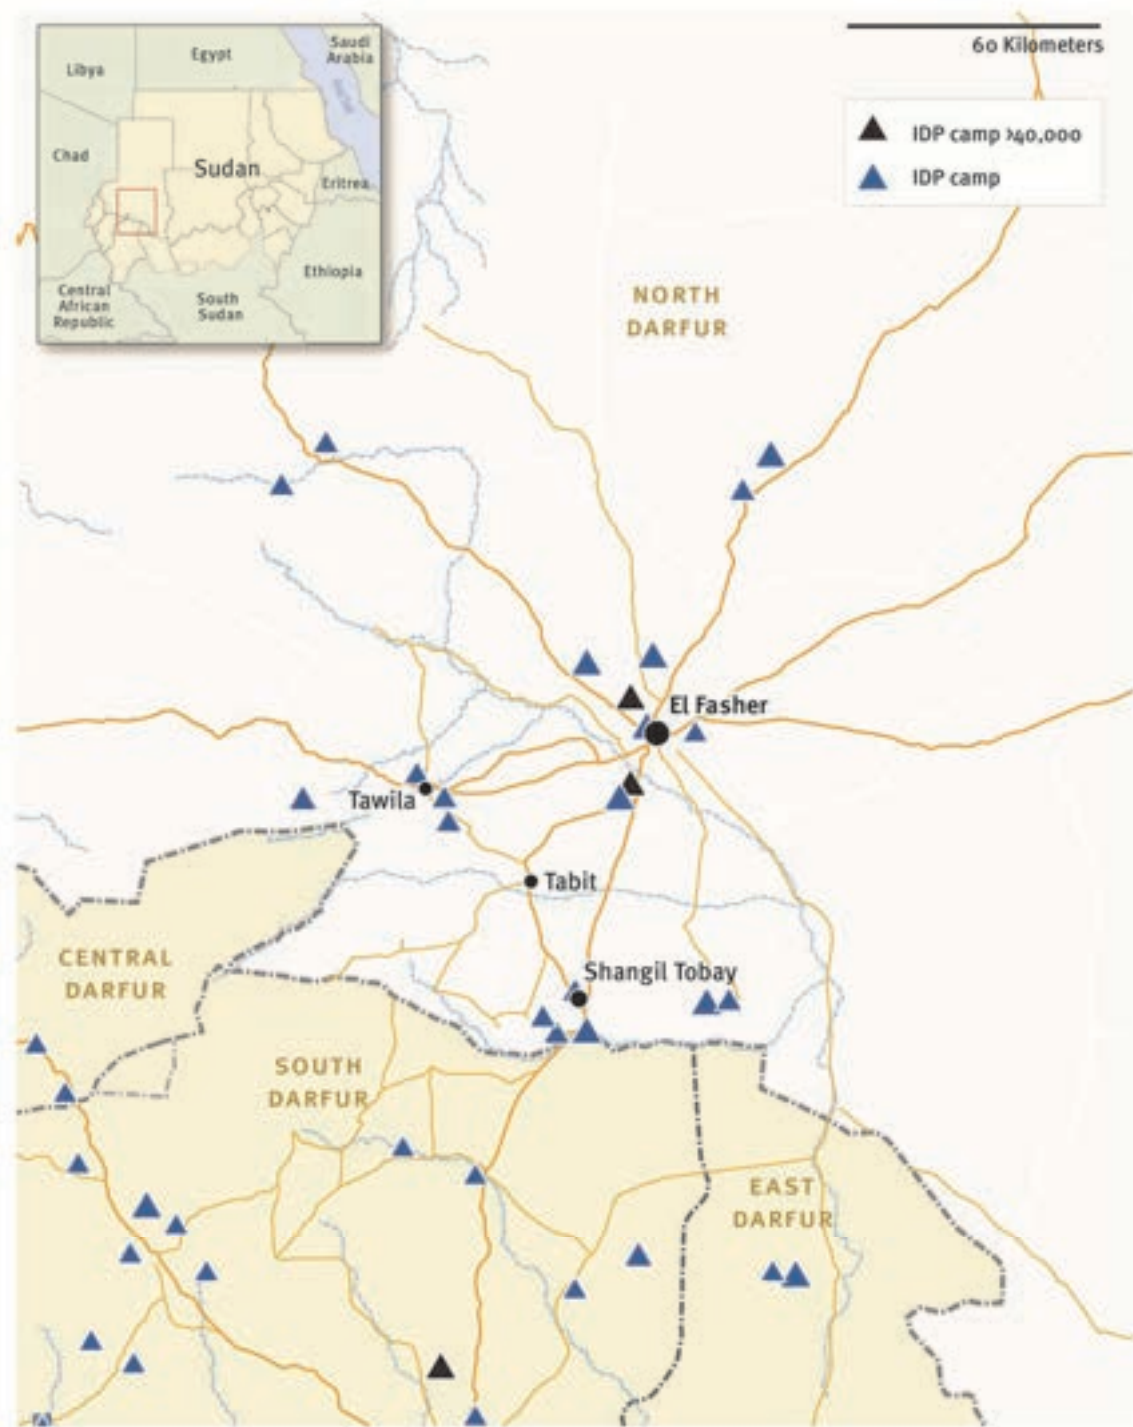 Libya
Egypt
Saudi
Arabia
Chad
Sudan
Eritrea
Ethiopia
Central
African
Republic
South
Sudan
60 Kilometers
IDP camp >40,000
IDP camp
NORTH
DARFUR
El Fasher
Tawila
Tabit
Shangil Tobay
CENTRAL
DARFUR
SOUTH
DARFUR
EAST
DARFUR